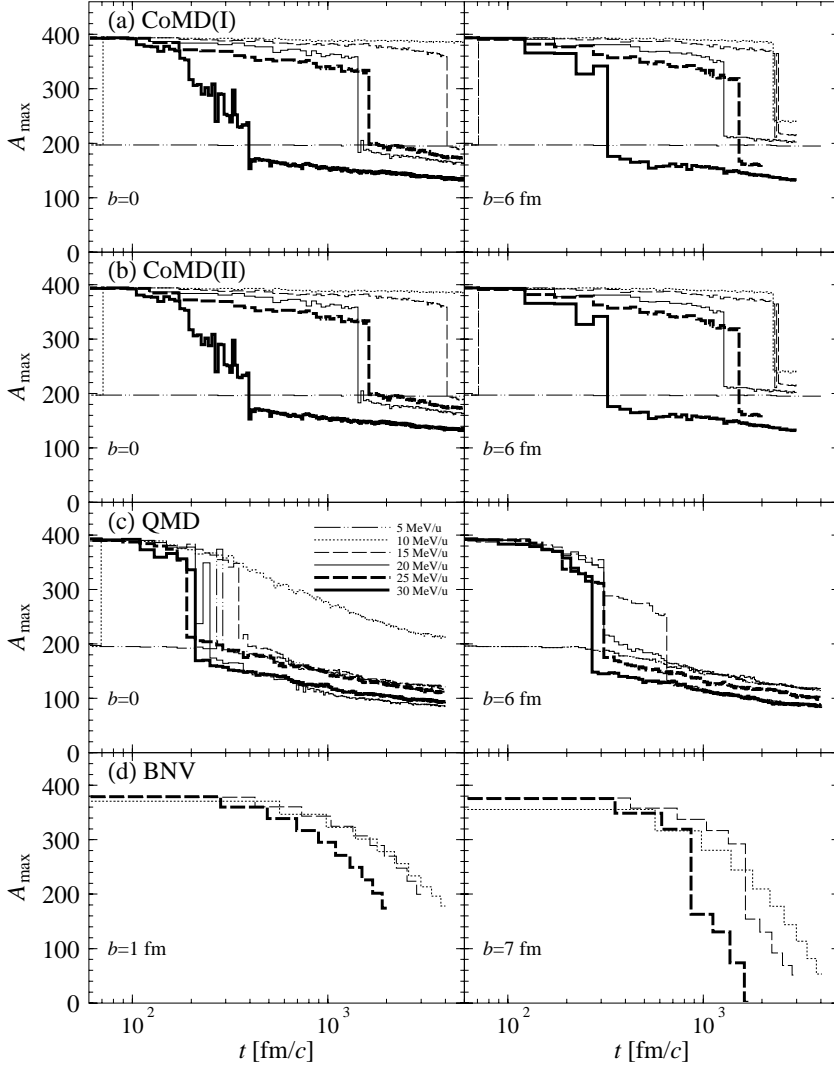 (a) CoMD(I)
400
300
200
100
0
A_max
b=0
b=6 fm
(b) CoMD(II)
400
300
200
100
0
A_max
b=0
b=6 fm
(c) QMD
5 MeV/u
10 MeV/u
15 MeV/u
20 MeV/u
25 MeV/u
30 MeV/u
400
300
200
100
0
A_max
b=0
b=6 fm
(d) BNV
400
300
200
100
0
A_max
b=1 fm
b=7 fm
10^2 10^3 10^2 10^3
t [fm/c] t [fm/c]